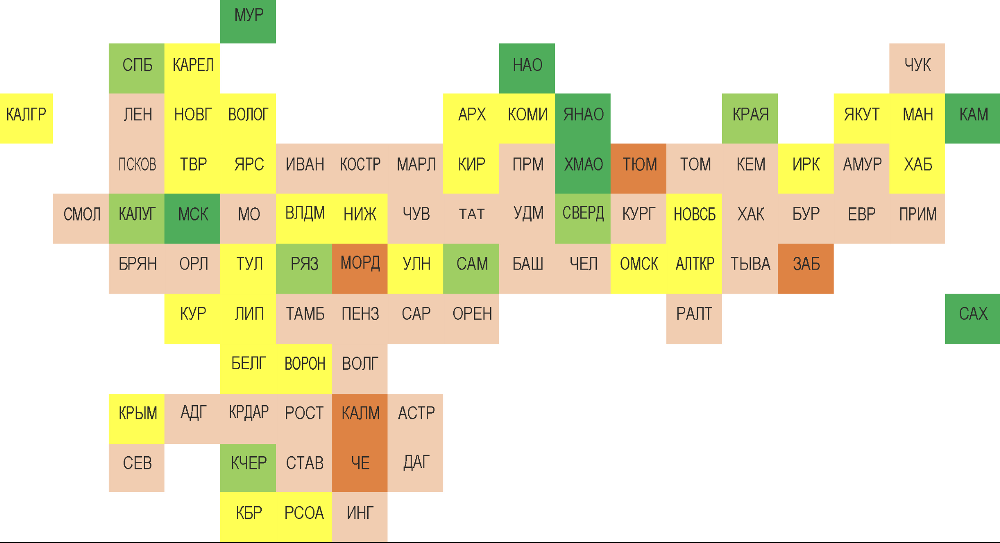 МУР
СПБ КАРЕЛ НАО ЧУК
КАЛГР ЛЕН НОВГ ВОЛОГ АРХ КОМИ ЯНАО КРАЯ ЯКУТ МАН КАМ
ПСКОВ ТВР ЯРС ИВАН КОСТР МАРЛ КИР ПРМ ХМАО ТЮМ ТОМ КЕМ ИРК АМУР ХАБ
СМОЛ КАЛУГ МСК МО ВЛДМ НИЖ ЧУВ ТАТ УДМ СВЕРД КУРГ НОВСБ ХАК БУР ЕВР ПРИМ
БРЯН ОРЛ ТУЛ РЯЗ МОРД УЛН САМ БАШ ЧЕЛ ОМСК АЛТКР ТЫВА ЗАБ
КУР ЛИП ТАМБ ПЕНЗ САР ОРЕН РАЛТ САХ
БЕЛГ ВОРОН ВОЛГ
КРЫМ АДГ КРДАР РОСТ КАЛМ АСТР
СЕВ КЧЕР СТАВ ЧЕ ДАГ
КБР РСОА ИНГ